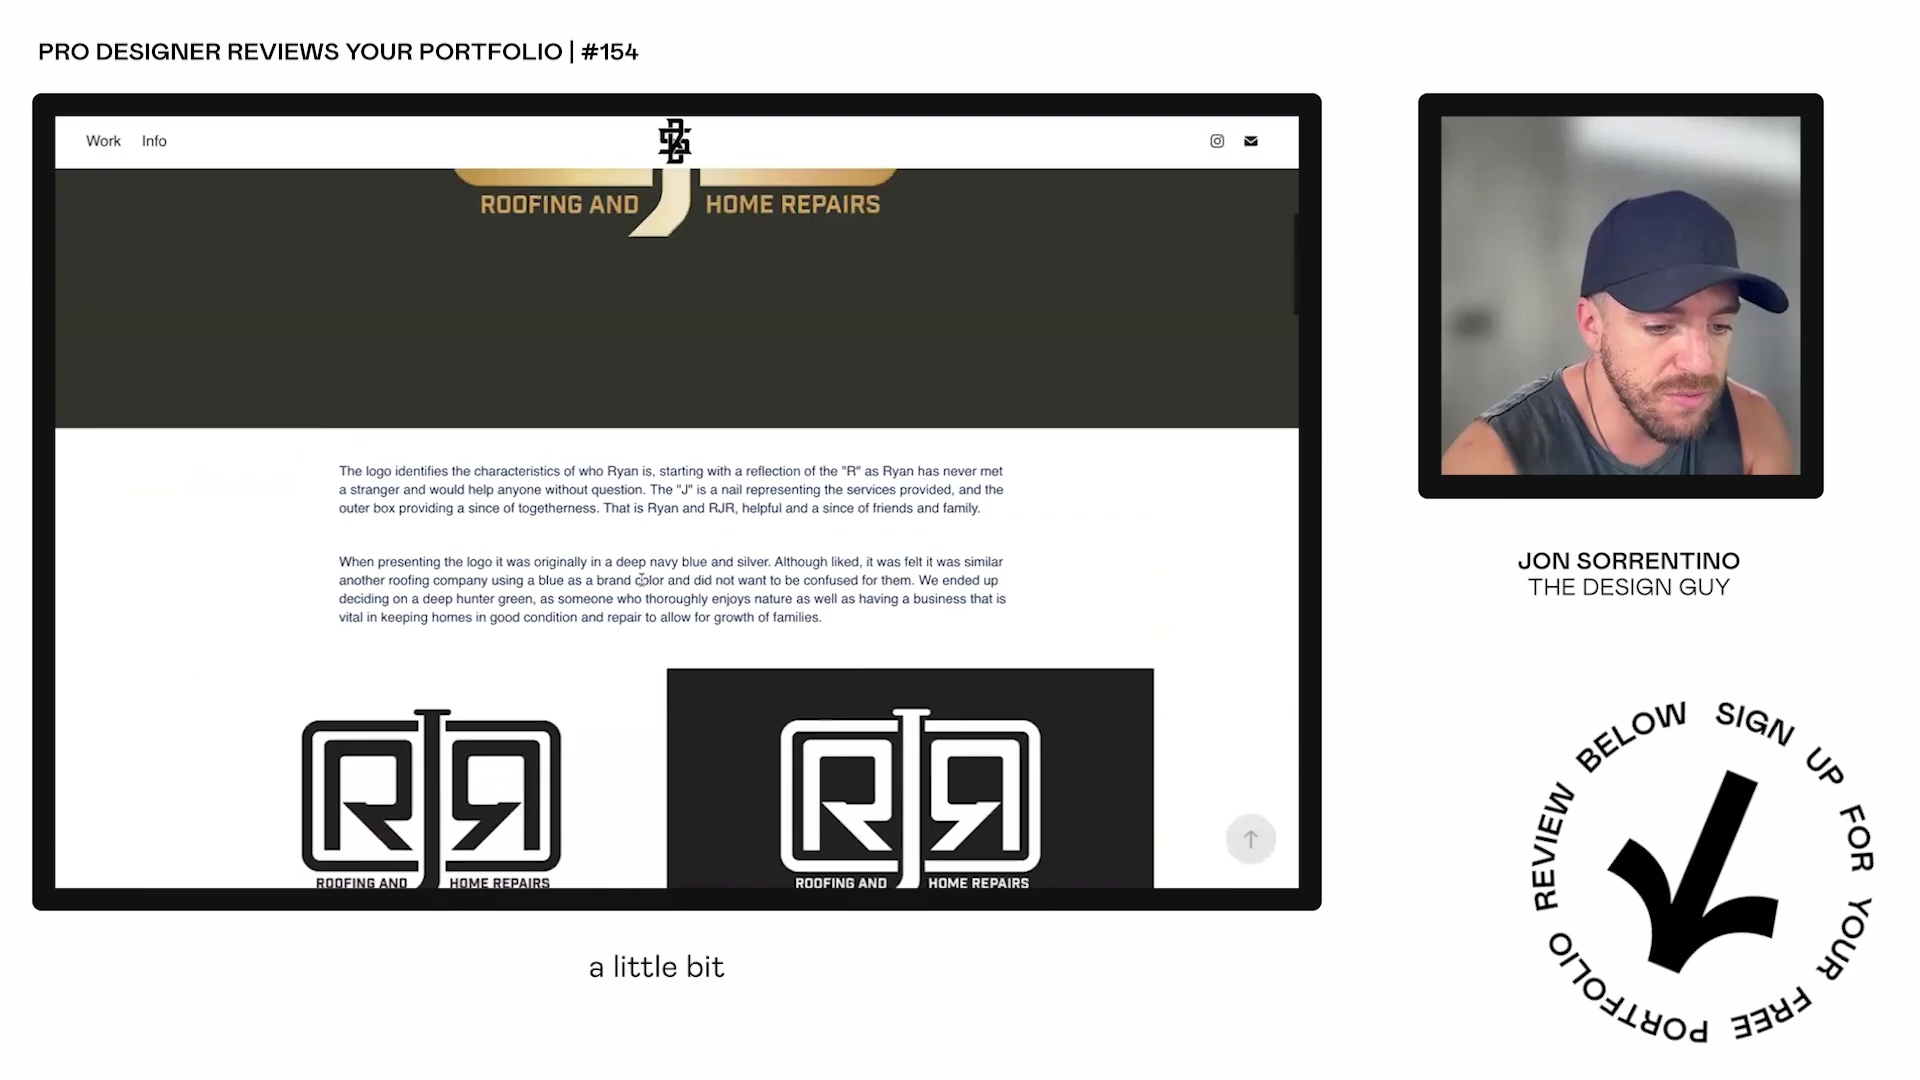 PRO DESIGNER REVIEWS YOUR PORTFOLIO | #154
Work Info
ROOFING AND HOME REPAIRS
The logo identifies the characteristics of who Ryan is, starting with a reflection of the "R" as Ryan has never met
a stranger and would help anyone without question. The "J" is a nail representing the services provided, and the
outer box providing a since of togetherness. That is Ryan and RJR, helpful and a since of friends and family.
When presenting the logo it was originally in a deep navy blue and silver. Although liked, it was felt it was similar
another roofing company using a blue as a brand color and did not want to be confused for them. We ended up
deciding on a deep hunter green, as someone who thoroughly enjoys nature as well as having a business that is
vital in keeping homes in good condition and repair to allow for growth of families.
RJR
ROOFING AND HOME REPAIRS
RJR
ROOFING AND HOME REPAIRS
a little bit
JON SORRENTINO
THE DESIGN GUY
SIGN UP FOR YOUR FREE PORTFOLIO REVIEW BELOW